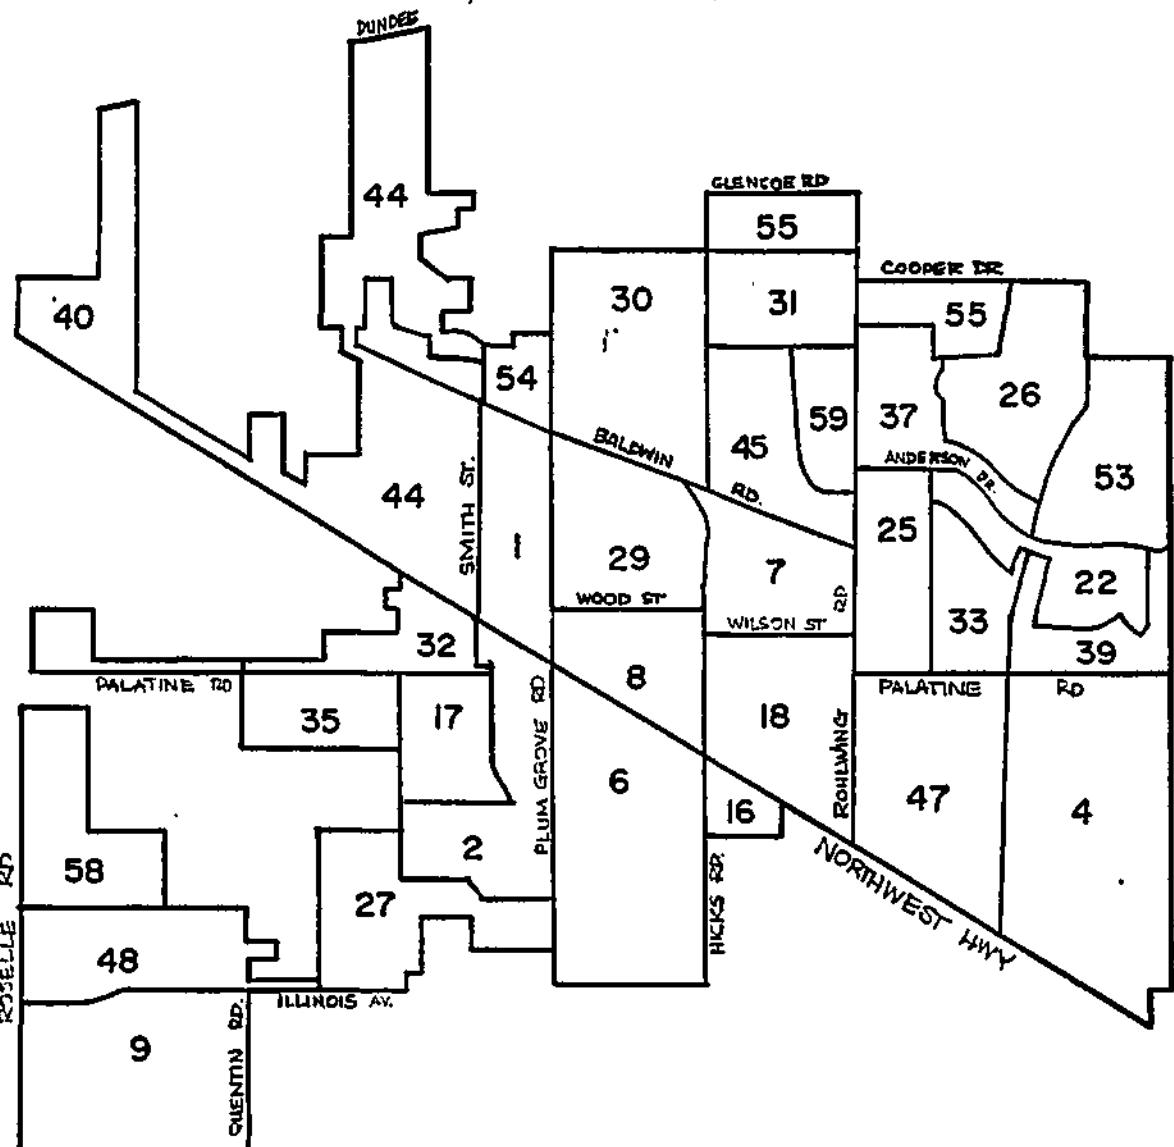 DUNDEE
44
GLENCOE RD
55
COOPER DR.
40
30
31
55
54
26
59
37
BALDWIN
RD.
45
ANDERSON DR.
53
44
SMITH ST.
1
25
29
7
22
WOOD ST
WILSON ST
RD
33
32
39
8
PALATINE RD
PALATINE RD
35
17
18
PLUM GROVE RD
ROHLWING
6
47
4
16
2
58
27
NORTHWEST HWY
HICKS RD.
ROSELLE RD
48
ILLINOIS AV.
9
QUENTIN RD.